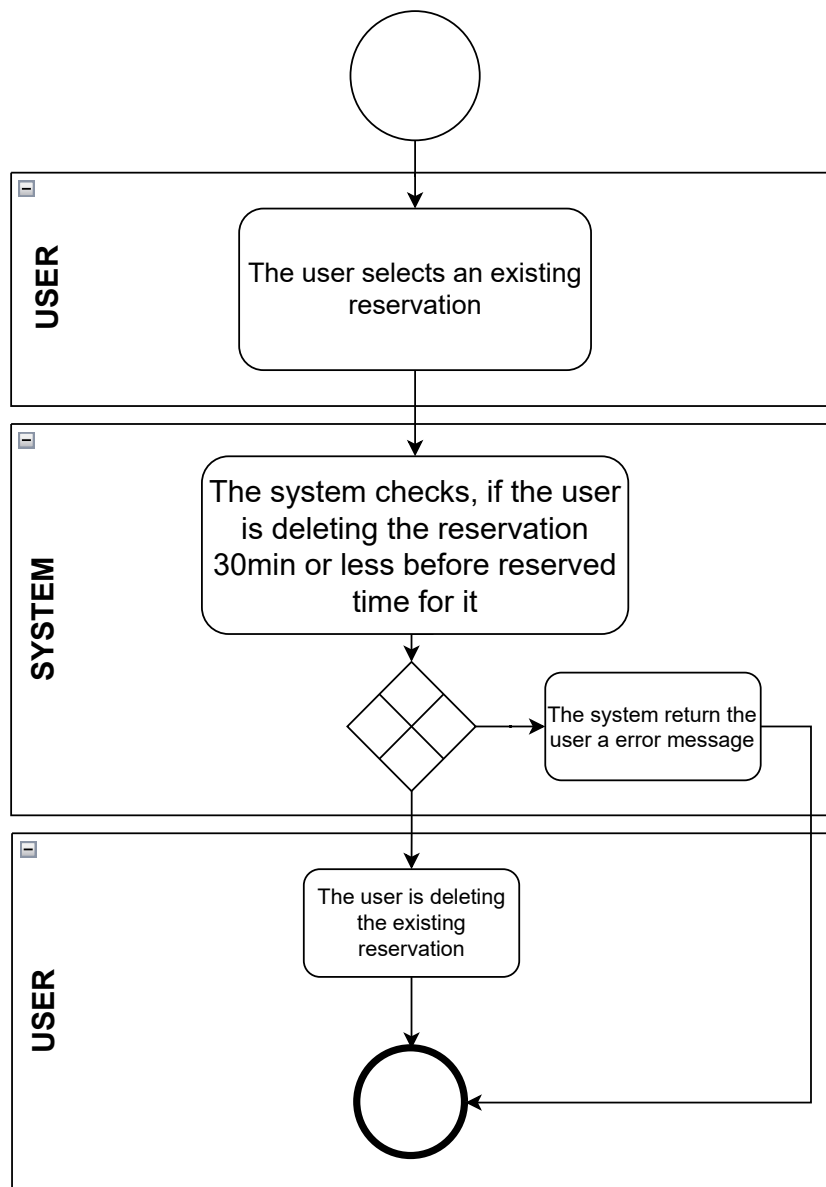 USER
The user selects an existing
reservation
SYSTEM
The system checks, if the user
is deleting the reservation
30min or less before reserved
time for it
The system return the
user a error message
USER
The user is deleting
the existing
reservation